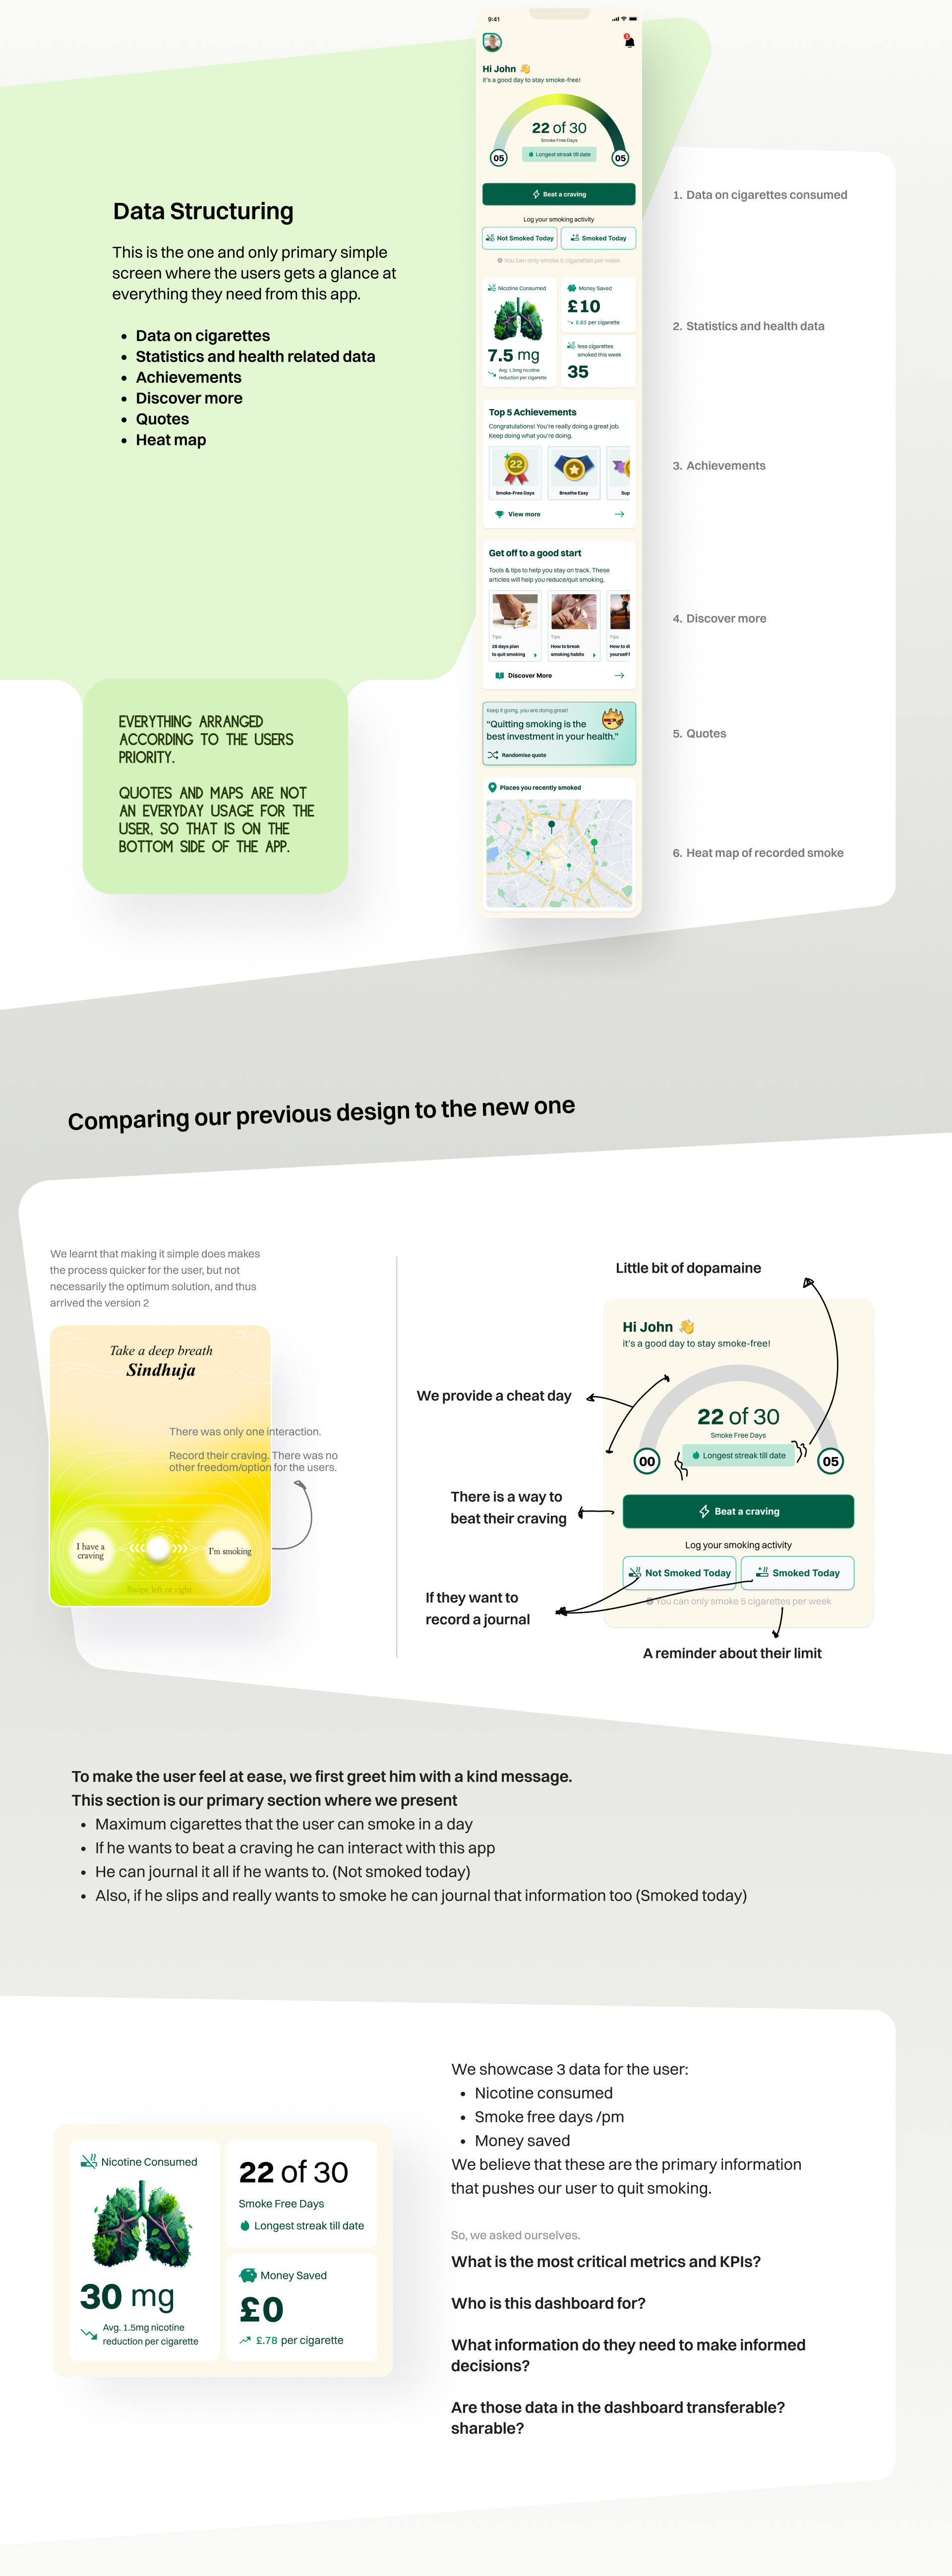 Data Structuring
This is the one and only primary simple
screen where the users gets a glance at
everything they need from this app.
• Data on cigarettes
• Statistics and health related data
• Achievements
• Discover more
• Quotes
• Heat map
EVERYTHING ARRANGED
ACCORDING TO THE USERS
PRIORITY.
QUOTES AND MAPS ARE NOT
AN EVERYDAY USAGE FOR THE
USER, SO THAT IS ON THE
BOTTOM SIDE OF THE APP.
9:41
Hi John 👋
it's a good day to stay smoke-free!
22 of 30
Smoke Free Days
Longest streak till date
05
05
Beat a craving
Log your smoking activity
Not Smoked Today
Smoked Today
You can only smoke 5 cigarettes per week
Nicotine Consumed
7.5 mg
Avg. 1.5mg nicotine
reduction per cigarette
Money Saved
£10
£.83 per cigarette
less cigarettes
smoked this week
35
Top 5 Achievements
Congratulations! You're really doing a great job.
Keep doing what you're doing.
22
Smoke-Free Days
Breathe Easy
Sup
View more
Get off to a good start
Tools & tips to help you stay on track. These
articles will help you reduce/quit smoking.
Tips
28 days plan
to quit smoking
Tips
How to break
smoking habits
Tips
How to di
yourself f
Discover More
Keep it going, you are doing great!
"Quitting smoking is the
best investment in your health."
Randomise quote
Places you recently smoked
1. Data on cigarettes consumed
2. Statistics and health data
3. Achievements
4. Discover more
5. Quotes
6. Heat map of recorded smoke
Comparing our previous design to the new one
We learnt that making it simple does makes
the process quicker for the user, but not
necessarily the optimum solution, and thus
arrived the version 2
Take a deep breath
Sindhuja
There was only one interaction.
Record their craving. There was no
other freedom/option for the users.
I have a
craving
I'm smoking
Swipe left or right
Little bit of dopamaine
We provide a cheat day
There is a way to
beat their craving
If they want to
record a journal
Hi John 👋
it's a good day to stay smoke-free!
22 of 30
Smoke Free Days
Longest streak till date
00
05
Beat a craving
Log your smoking activity
Not Smoked Today
Smoked Today
You can only smoke 5 cigarettes per week
A reminder about their limit
To make the user feel at ease, we first greet him with a kind message.
This section is our primary section where we present
• Maximum cigarettes that the user can smoke in a day
• If he wants to beat a craving he can interact with this app
• He can journal it all if he wants to. (Not smoked today)
• Also, if he slips and really wants to smoke he can journal that information too (Smoked today)
Nicotine Consumed
30 mg
Avg. 1.5mg nicotine
reduction per cigarette
22 of 30
Smoke Free Days
Longest streak till date
Money Saved
£0
£.78 per cigarette
We showcase 3 data for the user:
• Nicotine consumed
• Smoke free days /pm
• Money saved
We believe that these are the primary information
that pushes our user to quit smoking.
So, we asked ourselves.
What is the most critical metrics and KPIs?
Who is this dashboard for?
What information do they need to make informed
decisions?
Are those data in the dashboard transferable?
sharable?